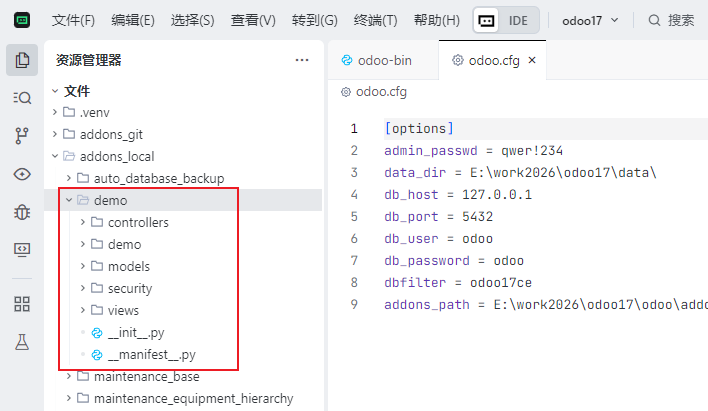 文件(F) 编辑(E) 选择(S) 查看(V) 转到(G) 终端(T) 帮助(H) IDE odoo17 搜索
资源管理器 ···
odoo-bin odoo.cfg
文件
odoo.cfg
.venv
addons_git
addons_local
auto_database_backup
demo
controllers
demo
models
security
views
__init__.py
__manifest__.py
maintenance_base
maintenance_equipment_hierarchy
1 [options]
2 admin_passwd = qwer!234
3 data_dir = E:\work2026\odoo17\data\
4 db_host = 127.0.0.1
5 db_port = 5432
6 db_user = odoo
7 db_password = odoo
8 dbfilter = odoo17ce
9 addons_path = E:\work2026\odoo17\odoo\addo